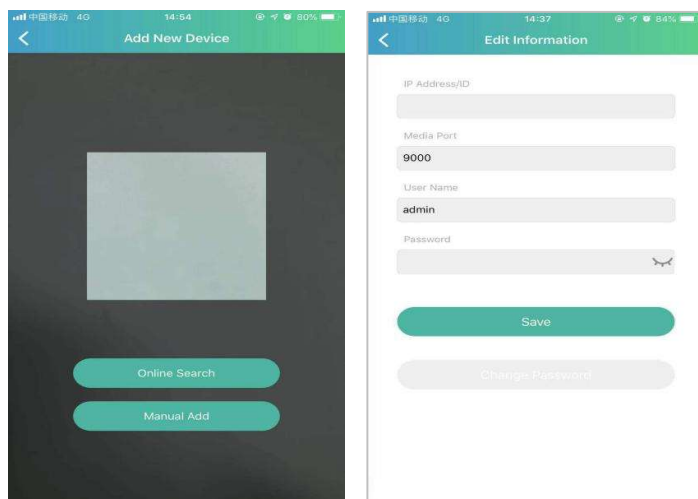 中国移动 4G 14:54 80%
Add New Device
Online Search
Manual Add
中国移动 4G 14:37 84%
Edit Information
IP Address/ID
Media Port
9000
User Name
admin
Password
Save
Change Password